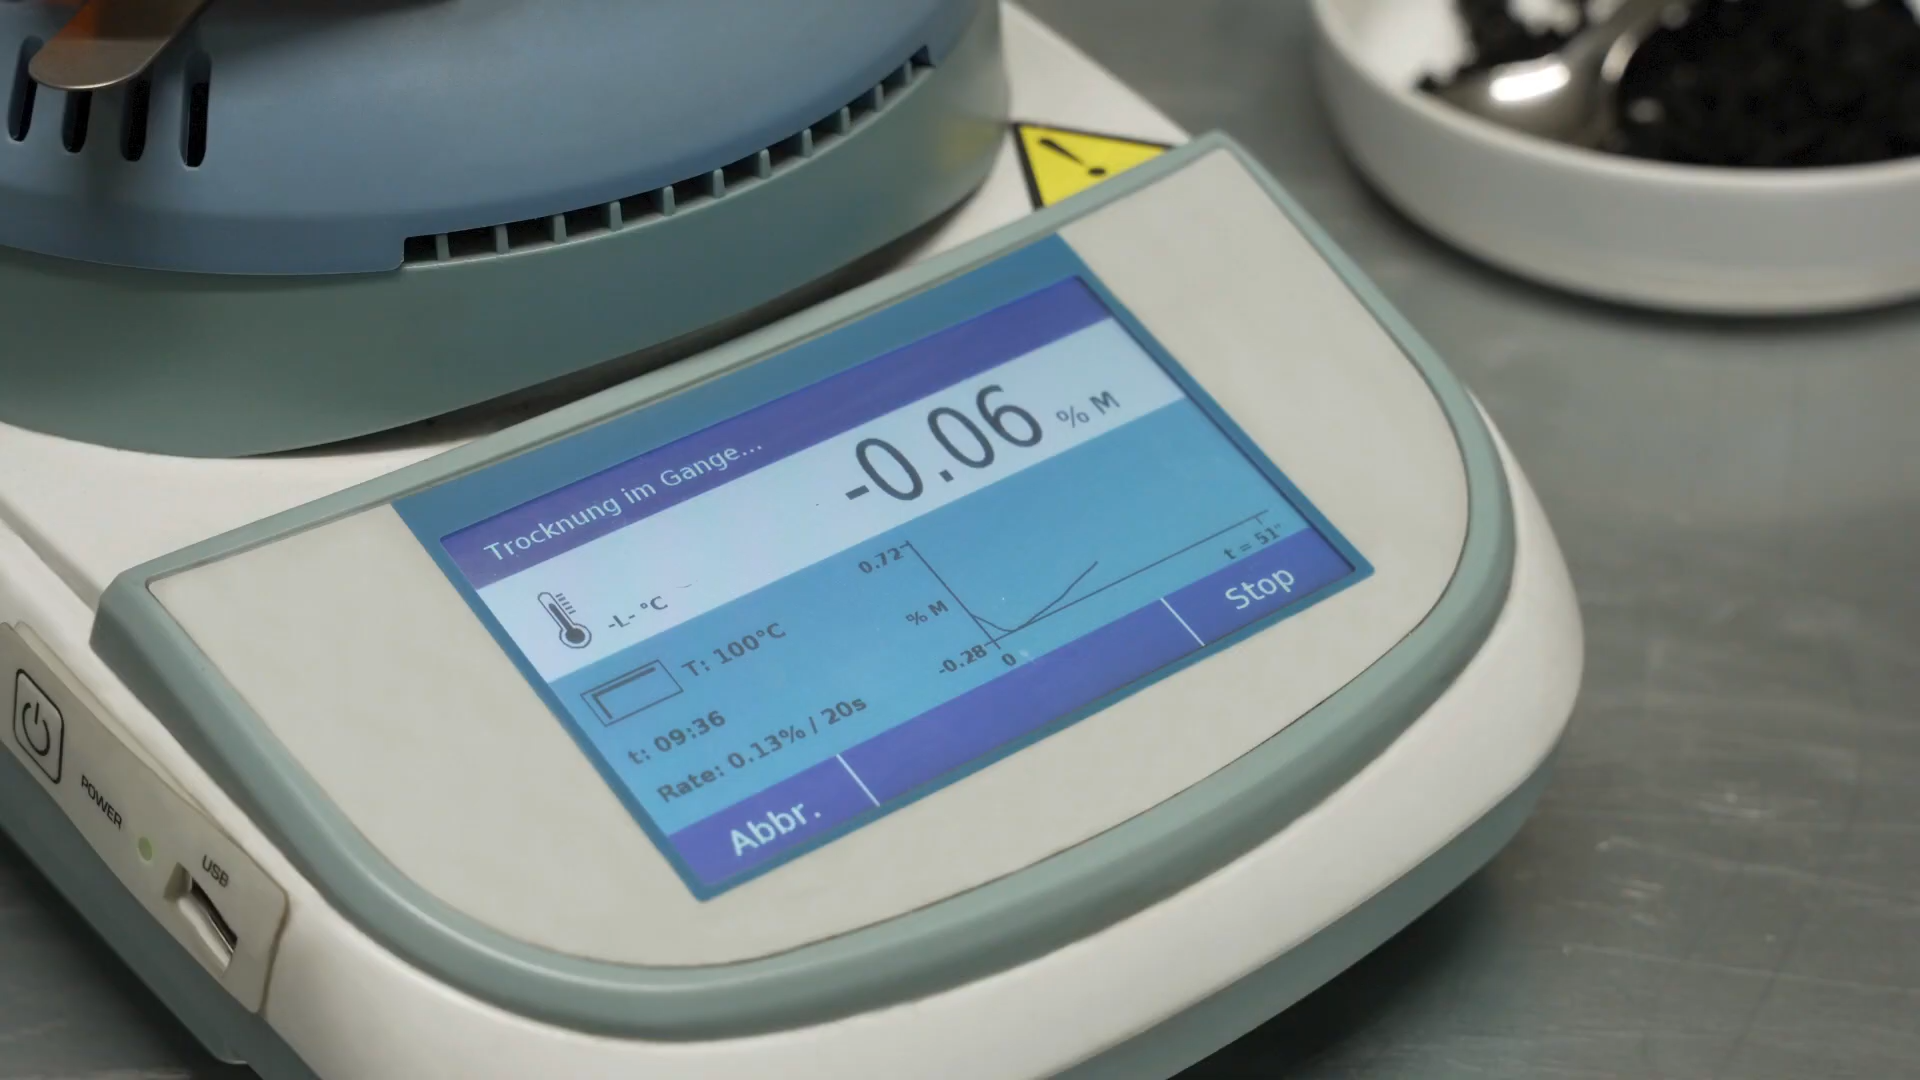 Trocknung im Gange...
-0.06 % M
-L- °C
T: 100°C
t: 09:36
Rate: 0.13% / 20s
0.72
% M
-0.28
0
t = 51"
Abbr.
Stop
POWER
USB